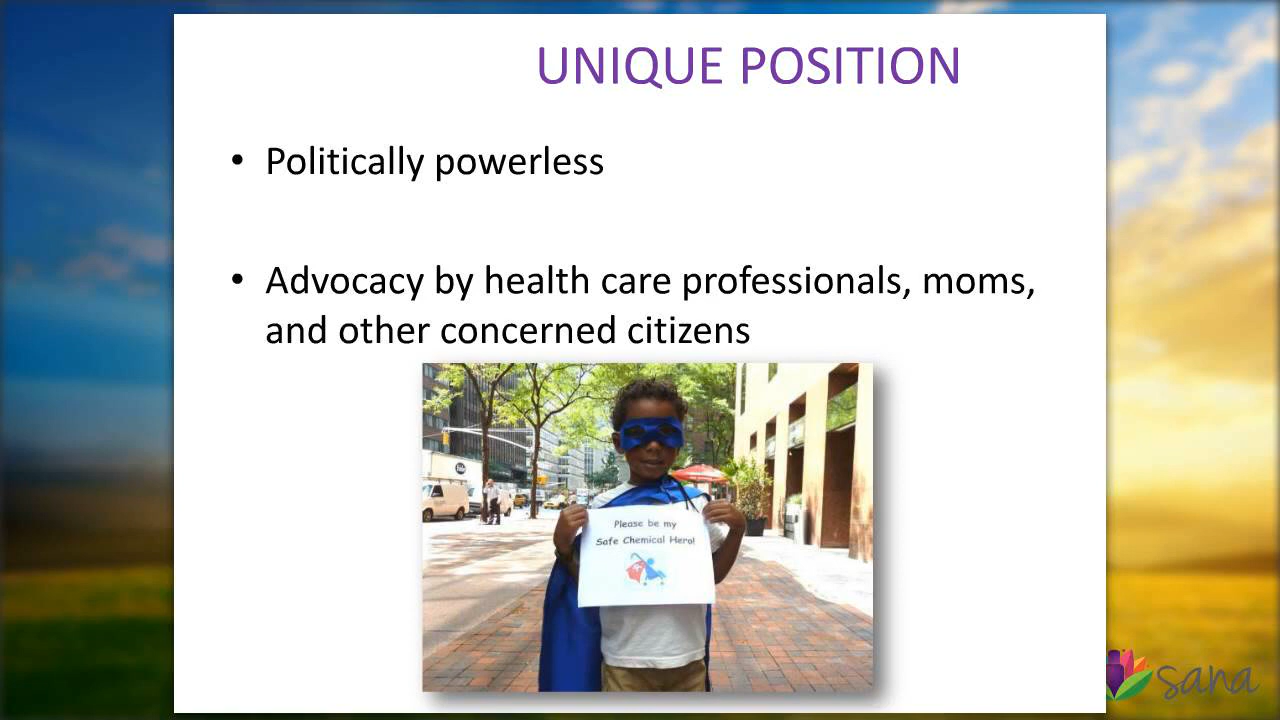 UNIQUE POSITION
• Politically powerless
• Advocacy by health care professionals, moms,
and other concerned citizens
Please be my
Safe Chemical Hero!
sana